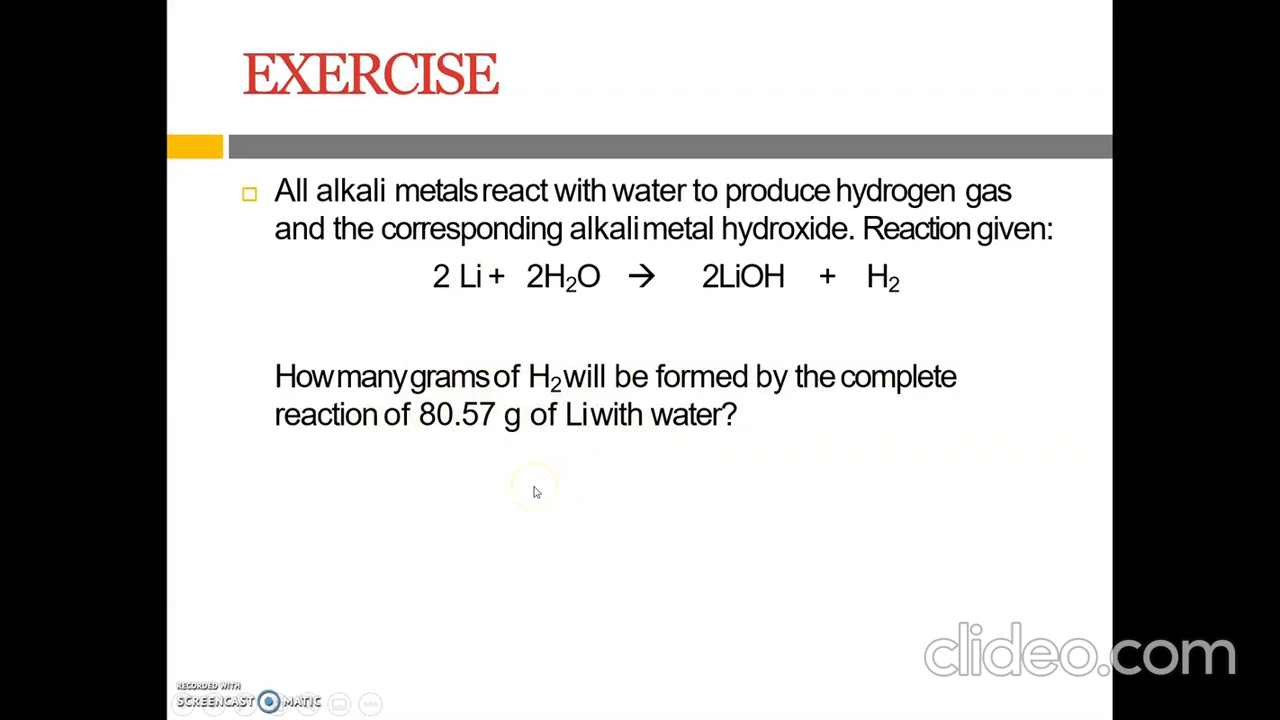 EXERCISE
All alkali metals react with water to produce hydrogen gas
and the corresponding alkali metal hydroxide. Reaction given:
2 Li + 2H₂O → 2LiOH + H₂
How many grams of H₂ will be formed by the complete
reaction of 80.57 g of Li with water?
clideo.com
RECORDED WITH
SCREENCAST MATIC